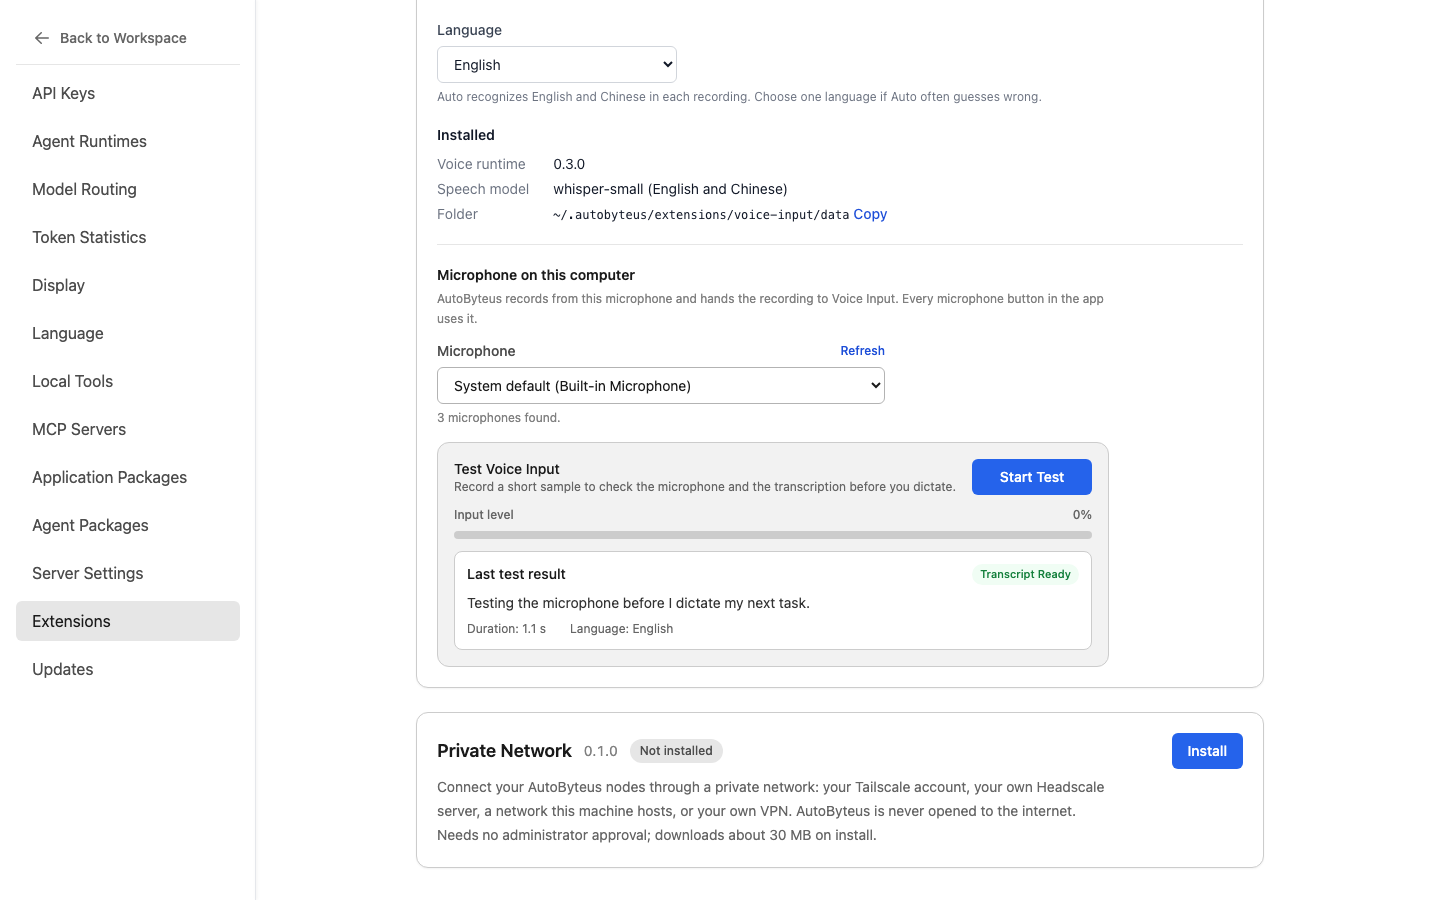 Back to Workspace
API Keys
Agent Runtimes
Model Routing
Token Statistics
Display
Language
Local Tools
MCP Servers
Application Packages
Agent Packages
Server Settings
Extensions
Updates
Language
English
Auto recognizes English and Chinese in each recording. Choose one language if Auto often guesses wrong.
Installed
Voice runtime 0.3.0
Speech model whisper-small (English and Chinese)
Folder ~/.autobyteus/extensions/voice-input/data Copy
Microphone on this computer
AutoByteus records from this microphone and hands the recording to Voice Input. Every microphone button in the app
uses it.
Microphone Refresh
System default (Built-in Microphone)
3 microphones found.
Test Voice Input
Record a short sample to check the microphone and the transcription before you dictate.
Start Test
Input level 0%
Last test result Transcript Ready
Testing the microphone before I dictate my next task.
Duration: 1.1 s Language: English
Private Network 0.1.0 Not installed Install
Connect your AutoByteus nodes through a private network: your Tailscale account, your own Headscale
server, a network this machine hosts, or your own VPN. AutoByteus is never opened to the internet.
Needs no administrator approval; downloads about 30 MB on install.